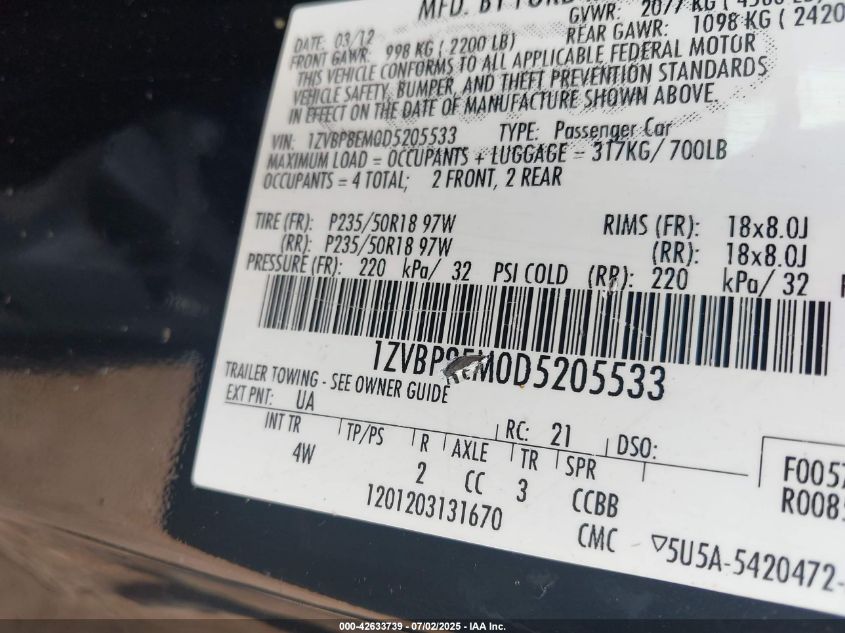 MFD. BY FORD
DATE: 03/12 GVWR: 2077 KG
FRONT GAWR: 998 KG ( 2200 LB) REAR GAWR: 1098 KG ( 2420
THIS VEHICLE CONFORMS TO ALL APPLICABLE FEDERAL MOTOR
VEHICLE SAFETY, BUMPER, AND THEFT PREVENTION STANDARDS
IN EFFECT ON THE DATE OF MANUFACTURE SHOWN ABOVE.
VIN: 1ZVBP8EM0D5205533 TYPE: Passenger Car
MAXIMUM LOAD = OCCUPANTS + LUGGAGE = 317KG/ 700LB
OCCUPANTS = 4 TOTAL; 2 FRONT, 2 REAR
TIRE (FR): P235/50R18 97W RIMS (FR): 18x8.0J
(RR): P235/50R18 97W (RR): 18x8.0J
PRESSURE (FR): 220 kPa/ 32 PSI COLD (RR): 220 kPa/ 32
1ZVBP8EM0D5205533
TRAILER TOWING - SEE OWNER GUIDE
EXT PNT: UA RC: 21 DSO:
INT TR TP/PS R AXLE TR SPR
4W 2 CC 3 CCBB
1201203131670 CMC ▽5U5A-5420472-
F0057
R0085
000-42633739 - 07/02/2025 - IAA Inc.